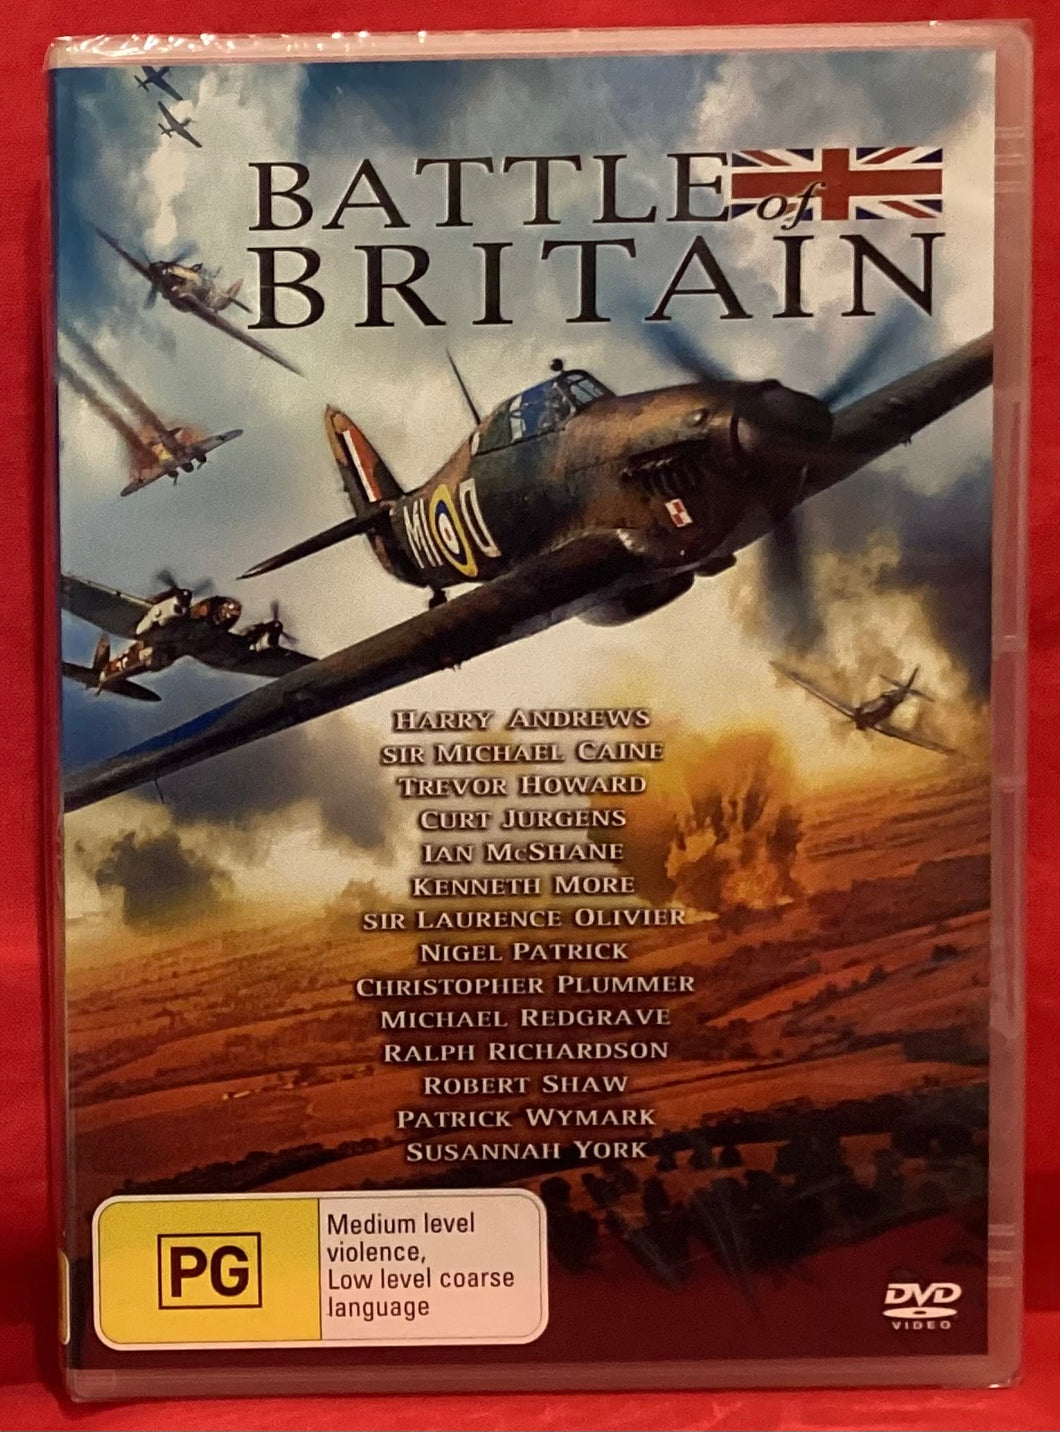 BATTLE of
BRITAIN
MI D
HARRY ANDREWS
SIR MICHAEL CAINE
TREVOR HOWARD
CURT JURGENS
IAN McSHANE
KENNETH MORE
SIR LAURENCE OLIVIER
NIGEL PATRICK
CHRISTOPHER PLUMMER
MICHAEL REDGRAVE
RALPH RICHARDSON
ROBERT SHAW
PATRICK WYMARK
SUSANNAH YORK
PG
Medium level
violence,
Low level coarse
language
DVD
VIDEO